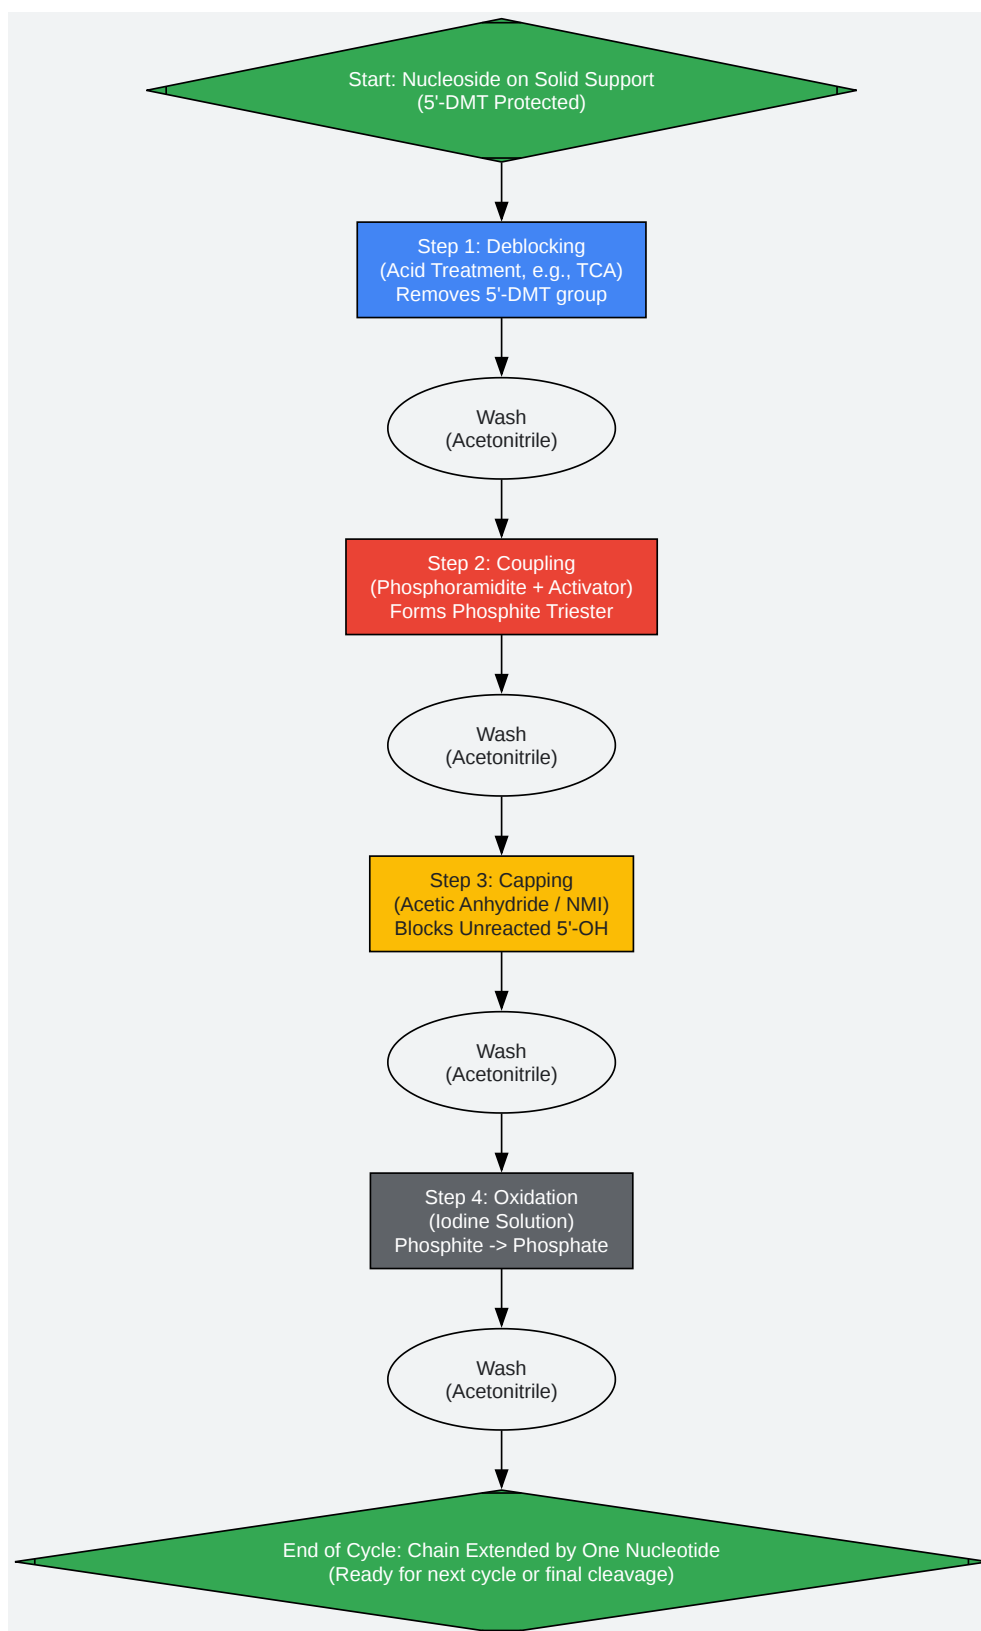 Start: Nucleoside on Solid Support
(5'-DMT Protected)
Step 1: Deblocking
(Acid Treatment, e.g., TCA)
Removes 5'-DMT group
Wash
(Acetonitrile)
Step 2: Coupling
(Phosphoramidite + Activator)
Forms Phosphite Triester
Wash
(Acetonitrile)
Step 3: Capping
(Acetic Anhydride / NMI)
Blocks Unreacted 5'-OH
Wash
(Acetonitrile)
Step 4: Oxidation
(Iodine Solution)
Phosphite -> Phosphate
Wash
(Acetonitrile)
End of Cycle: Chain Extended by One Nucleotide
(Ready for next cycle or final cleavage)